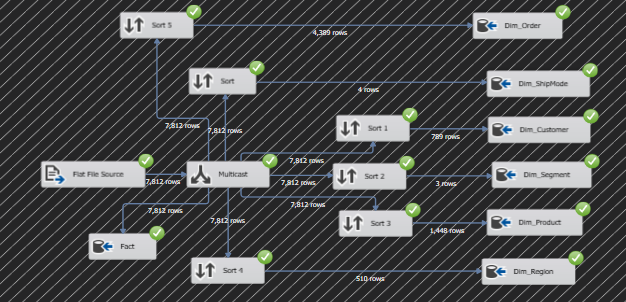 Sort 5
4,389 rows
Dim_Order
Sort
4 rows
Dim_ShipMode
7,812 rows
7,812 rows
Sort 1
789 rows
Dim_Customer
7,812 rows
Flat File Source
7,812 rows
Multicast
7,812 rows
Sort 2
3 rows
Dim_Segment
7,812 rows
7,812 rows
7,812 rows
Sort 3
1,448 rows
Dim_Product
Fact
Sort 4
510 rows
Dim_Region